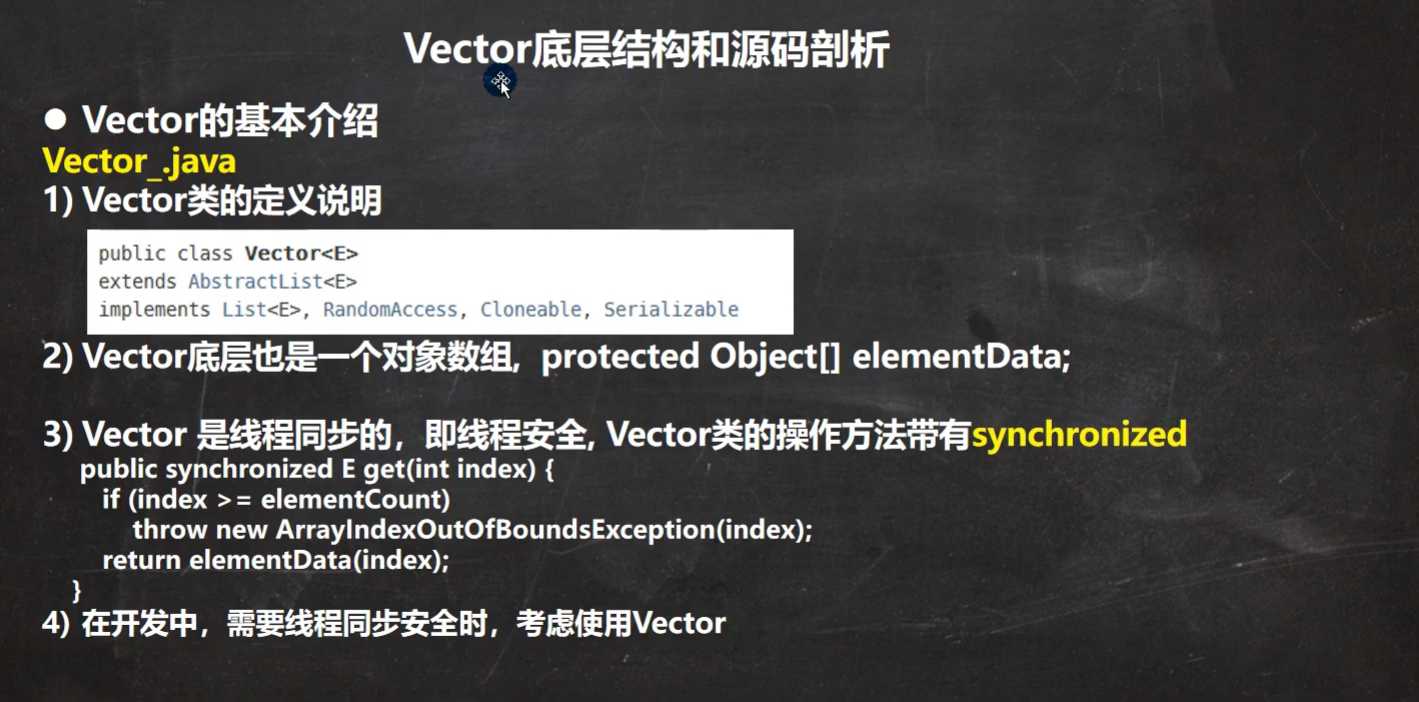 Vector底层结构和源码剖析
● Vector的基本介绍
Vector_.java
1) Vector类的定义说明
public class Vector<E>
extends AbstractList<E>
implements List<E>, RandomAccess, Cloneable, Serializable
2) Vector底层也是一个对象数组, protected Object[] elementData;
3) Vector 是线程同步的，即线程安全, Vector类的操作方法带有synchronized
public synchronized E get(int index) {
if (index >= elementCount)
throw new ArrayIndexOutOfBoundsException(index);
return elementData(index);
}
4) 在开发中，需要线程同步安全时，考虑使用Vector